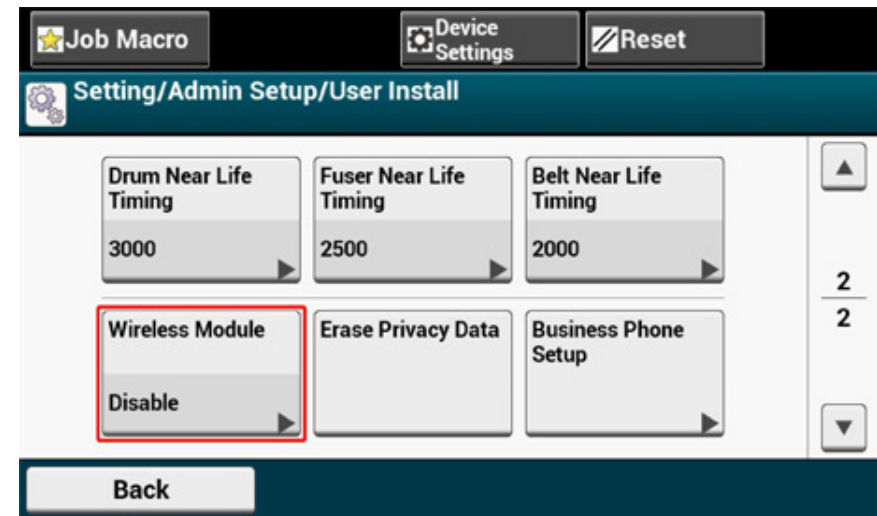 Job Macro
Device
Settings
Reset
Setting/Admin Setup/User Install
Drum Near Life
Timing
3000
Fuser Near Life
Timing
2500
Belt Near Life
Timing
2000
Wireless Module
Disable
Erase Privacy Data
Business Phone
Setup
2
2
Back